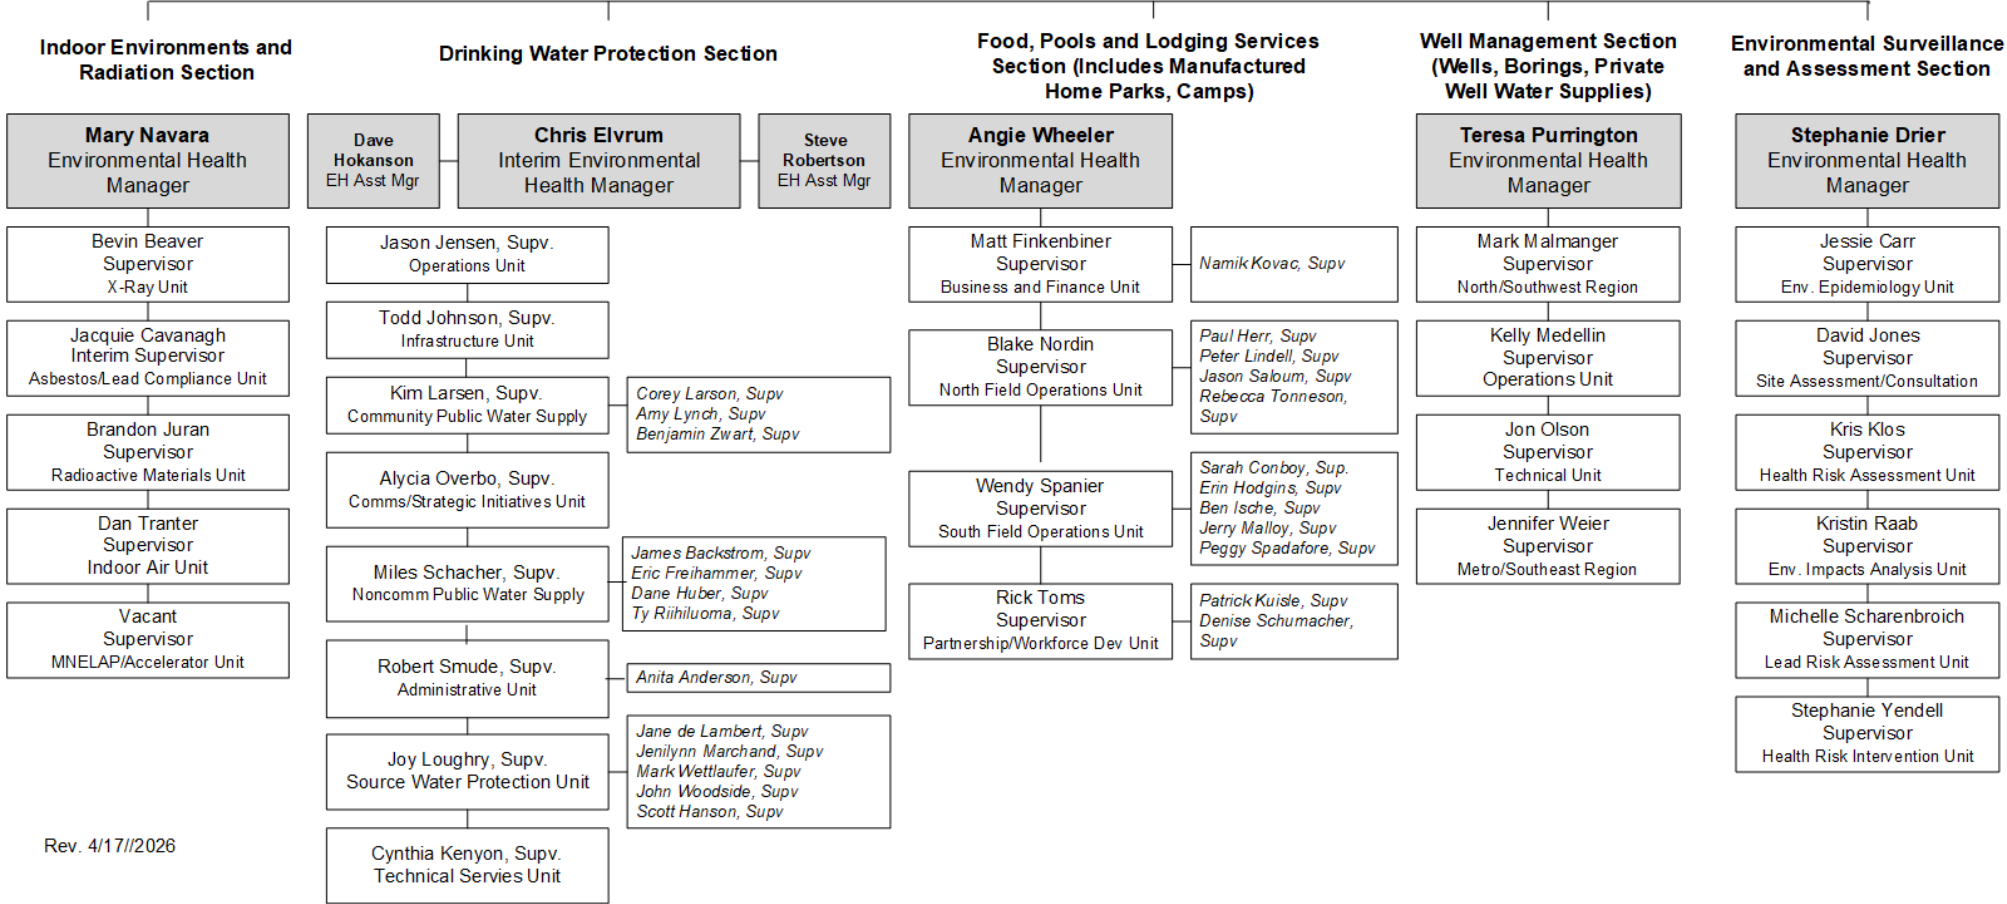 Indoor Environments and
Radiation Section
Mary Navara
Environmental Health
Manager
Bevin Beaver
Supervisor
X-Ray Unit
Jacquie Cavanagh
Interim Supervisor
Asbestos/Lead Compliance Unit
Brandon Juran
Supervisor
Radioactive Materials Unit
Dan Tranter
Supervisor
Indoor Air Unit
Vacant
Supervisor
MNELAP/Accelerator Unit
Rev. 4/17//2026
Drinking Water Protection Section
Dave
Hokanson
EH Asst Mgr
Chris Elvrum
Interim Environmental
Health Manager
Steve
Robertson
EH Asst Mgr
Jason Jensen, Supv.
Operations Unit
Todd Johnson, Supv.
Infrastructure Unit
Kim Larsen, Supv.
Community Public Water Supply
Corey Larson, Supv
Amy Lynch, Supv
Benjamin Zwart, Supv
Alycia Overbo, Supv.
Comms/Strategic Initiatives Unit
Miles Schacher, Supv.
Noncomm Public Water Supply
James Backstrom, Supv
Eric Freihammer, Supv
Dane Huber, Supv
Ty Riihiluoma, Supv
Robert Smude, Supv.
Administrative Unit
Anita Anderson, Supv
Joy Loughry, Supv.
Source Water Protection Unit
Jane de Lambert, Supv
Jenilynn Marchand, Supv
Mark Wettlaufer, Supv
John Woodside, Supv
Scott Hanson, Supv
Cynthia Kenyon, Supv.
Technical Servies Unit
Food, Pools and Lodging Services
Section (Includes Manufactured
Home Parks, Camps)
Angie Wheeler
Environmental Health
Manager
Matt Finkenbiner
Supervisor
Business and Finance Unit
Namik Kovac, Supv
Blake Nordin
Supervisor
North Field Operations Unit
Paul Herr, Supv
Peter Lindell, Supv
Jason Saloum, Supv
Rebecca Tonneson,
Supv
Wendy Spanier
Supervisor
South Field Operations Unit
Sarah Conboy, Sup.
Erin Hodgins, Supv
Ben Ische, Supv
Jerry Malloy, Supv
Peggy Spadafore, Supv
Rick Toms
Supervisor
Partnership/Workforce Dev Unit
Patrick Kuisle, Supv
Denise Schumacher,
Supv
Well Management Section
(Wells, Borings, Private
Well Water Supplies)
Teresa Purrington
Environmental Health
Manager
Mark Malmanger
Supervisor
North/Southwest Region
Kelly Medellin
Supervisor
Operations Unit
Jon Olson
Supervisor
Technical Unit
Jennifer Weier
Supervisor
Metro/Southeast Region
Environmental Surveillance
and Assessment Section
Stephanie Drier
Environmental Health
Manager
Jessie Carr
Supervisor
Env. Epidemiology Unit
David Jones
Supervisor
Site Assessment/Consultation
Kris Klos
Supervisor
Health Risk Assessment Unit
Kristin Raab
Supervisor
Env. Impacts Analysis Unit
Michelle Scharenbroich
Supervisor
Lead Risk Assessment Unit
Stephanie Yendell
Supervisor
Health Risk Intervention Unit